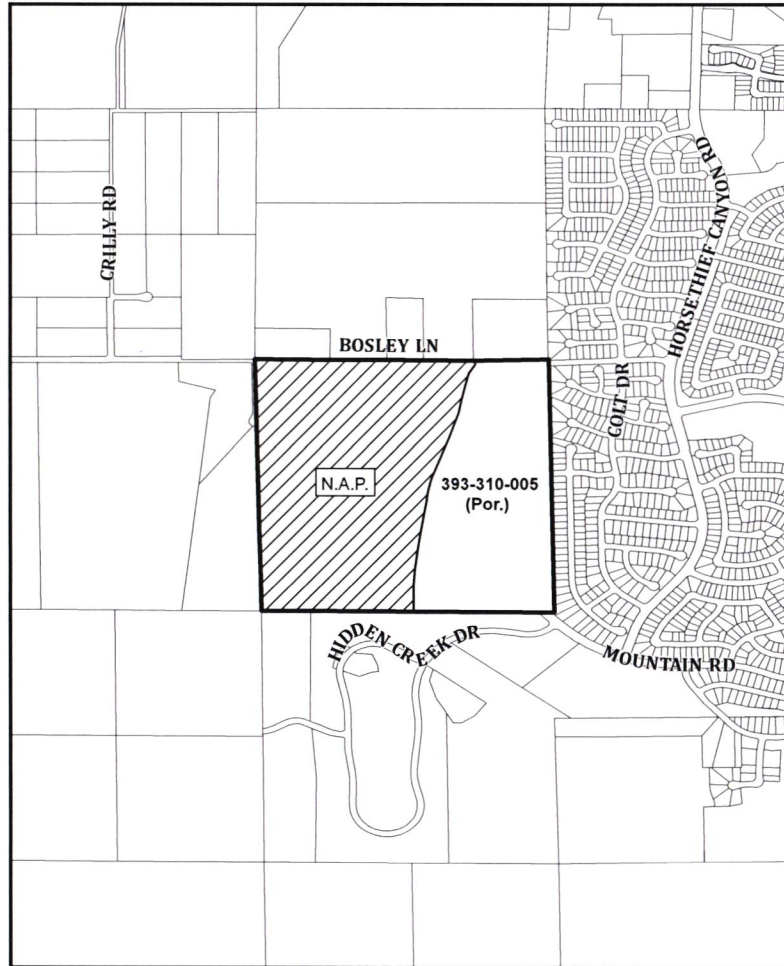 CRILLY RD
HORSETHIEF CANYON RD
BOSLEY LN
COLT DR
N.A.P.
393-310-005
(Por.)
HIDDEN CREEK DR
MOUNTAIN RD